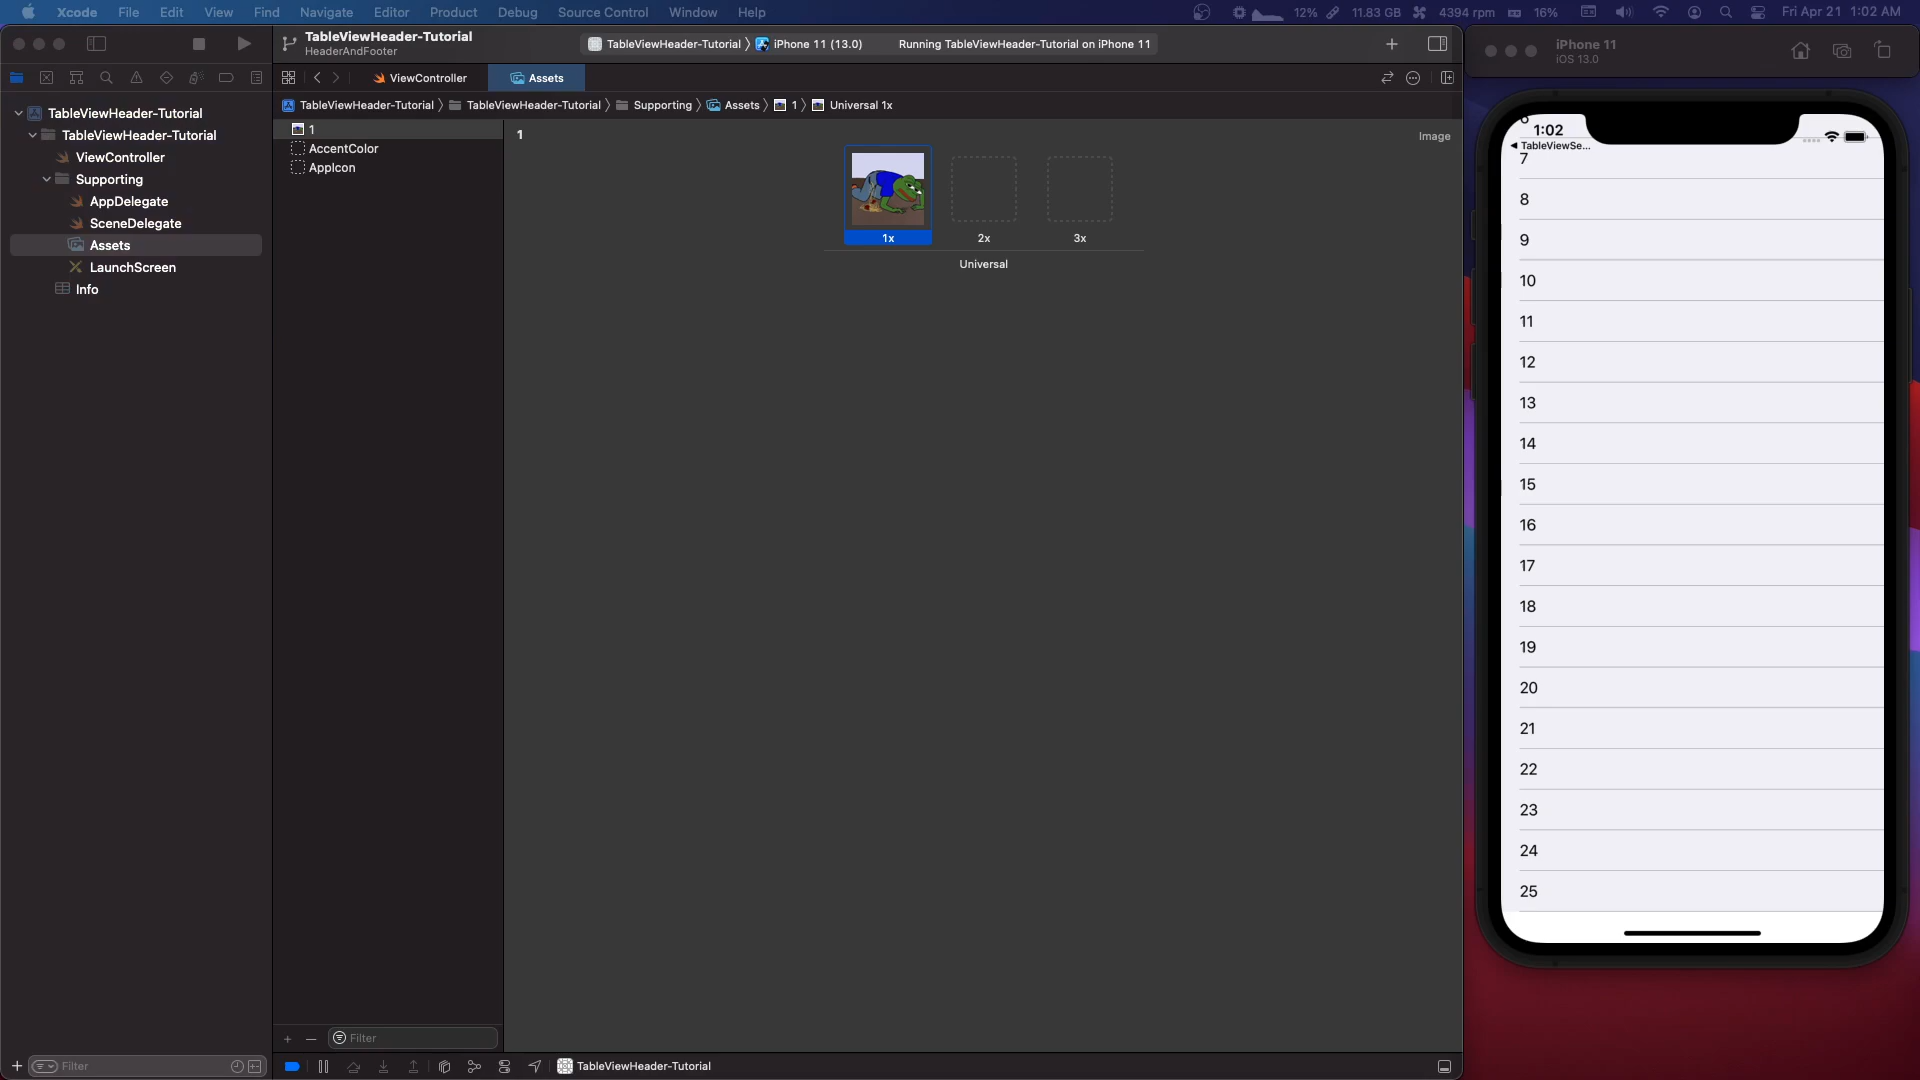 Xcode File Edit View Find Navigate Editor Product Debug Source Control Window Help 12% 11.83 GB 4394 rpm 16% Fri Apr 21 1:02 AM
TableViewHeader-Tutorial
HeaderAndFooter
TableViewHeader-Tutorial iPhone 11 (13.0) Running TableViewHeader-Tutorial on iPhone 11
ViewController Assets
TableViewHeader-Tutorial TableViewHeader-Tutorial Supporting Assets 1 Universal 1x
TableViewHeader-Tutorial
TableViewHeader-Tutorial
ViewController
Supporting
AppDelegate
SceneDelegate
Assets
LaunchScreen
Info
Filter
1
AccentColor
AppIcon
Filter
1
Image
1x 2x 3x
Universal
TableViewHeader-Tutorial
iPhone 11
iOS 13.0
1:02
TableViewSe...
7
8
9
10
11
12
13
14
15
16
17
18
19
20
21
22
23
24
25